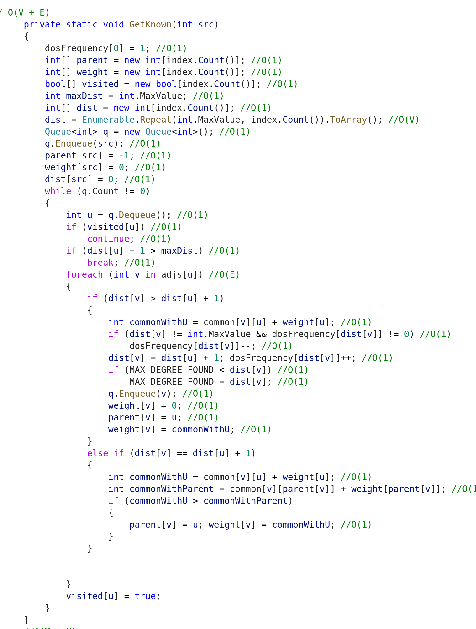 / O(V + E)
private static void GetKnown(int src)
{
dosFrequency[0] = 1; //O(1)
int[] parent = new int[index.Count()]; //O(1)
int[] weight = new int[index.Count()]; //O(1)
bool[] visited = new bool[index.Count()]; //O(1)
int maxDist = int.MaxValue; //O(1)
int[] dist = new int[index.Count()]; //O(1)
dist = Enumerable.Repeat(int.MaxValue, index.Count()).ToArray(); //O(V)
Queue<int> q = new Queue<int>(); //O(1)
q.Enqueue(src); //O(1)
parent[src] = -1; //O(1)
weight[src] = 0; //O(1)
dist[src] = 0; //O(1)
while (q.Count != 0)
{
int u = q.Dequeue(); //O(1)
if (visited[u]) //O(1)
continue; //O(1)
if (dist[u] - 1 > maxDist) //O(1)
break; //O(1)
foreach (int v in adjs[u]) //O(E)
{
if (dist[v] > dist[u] + 1)
{
int commonWithU = common[v][u] + weight[u]; //O(1)
if (dist[v] != int.MaxValue && dosFrequency[dist[v]] != 0) //O(1)
dosFrequency[dist[v]]--; //O(1)
dist[v] = dist[u] + 1; dosFrequency[dist[v]]++; //O(1)
if (MAX_DEGREE_FOUND < dist[v]) //O(1)
MAX_DEGREE_FOUND = dist[v]; //O(1)
q.Enqueue(v); //O(1)
weight[v] = 0; //O(1)
parent[v] = u; //O(1)
weight[v] = commonWithU; //O(1)
}
else if (dist[v] == dist[u] + 1)
{
int commonWithU = common[v][u] + weight[u]; //O(1)
int commonWithParent = common[v][parent[v]] + weight[parent[v]]; //O(1
if (commonWithU > commonWithParent)
{
parent[v] = u; weight[v] = commonWithU; //O(1)
}
}
}
visited[u] = true;
}
}